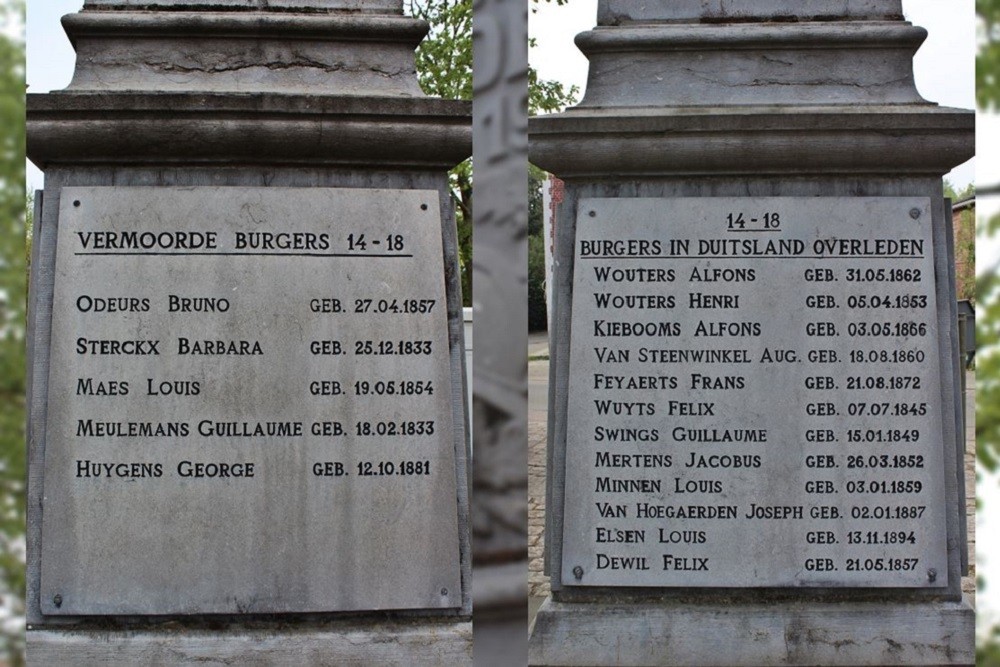 VERMOORDE BURGERS 14-18
ODEURS BRUNO GEB. 27.04.1857
STERCKX BARBARA GEB. 25.12.1833
MAES LOUIS GEB. 19.05.1854
MEULEMANS GUILLAUME GEB. 18.02.1833
HUYGENS GEORGE GEB. 12.10.1881
14-18
BURGERS IN DUITSLAND OVERLEDEN
WOUTERS ALFONS GEB. 31.05.1862
WOUTERS HENRI GEB. 05.04.1853
KIEBOOMS ALFONS GEB. 03.05.1866
VAN STEENWINKEL AUG. GEB. 18.08.1860
FEYAERTS FRANS GEB. 21.08.1872
WUYTS FELIX GEB. 07.07.1845
SWINGS GUILLAUME GEB. 15.01.1849
MERTENS JACOBUS GEB. 26.03.1852
MINNEN LOUIS GEB. 03.01.1859
VAN HOEGAERDEN JOSEPH GEB. 02.01.1887
ELSEN LOUIS GEB. 13.11.1894
DEWIL FELIX GEB. 21.05.1857